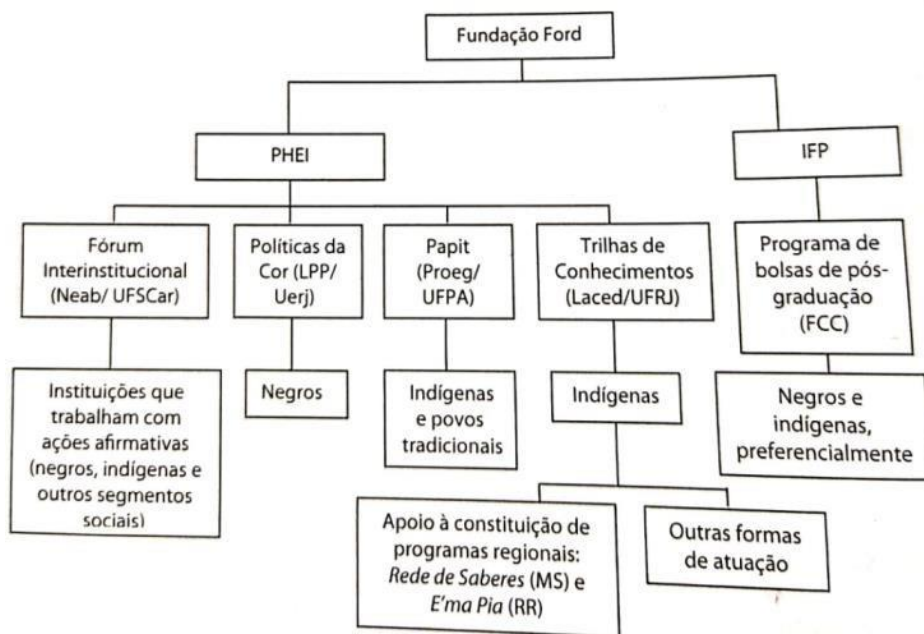 Fundação Ford
PHEI
IFP
Fórum
Interinstitucional
(Neab/ UFSCar)
Políticas da
Cor (LPP/
Uerj)
Papit
(Proeg/
UFPA)
Trilhas de
Conhecimentos
(Laced/UFRJ)
Programa de
bolsas de pós-
graduação
(FCC)
Instituições que
trabalham com
ações afirmativas
(negros, indígenas e
outros segmentos
sociais)
Negros
Indígenas
e povos
tradicionais
Indígenas
Negros e
indígenas,
preferencialmente
Apoio à constituição de
programas regionais:
Rede de Saberes (MS) e
E'ma Pia (RR)
Outras formas
de atuação